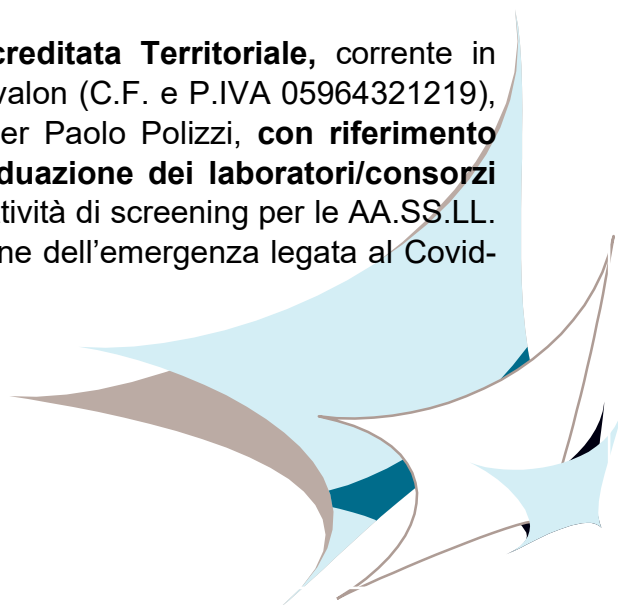 creditata Territoriale, corrente in
valon (C.F. e P.IVA 05964321219),
er Paolo Polizzi, con riferimento
duazione dei laboratori/consorzi
tività di screening per le AA.SS.LL.
ne dell'emergenza legata al Covid-